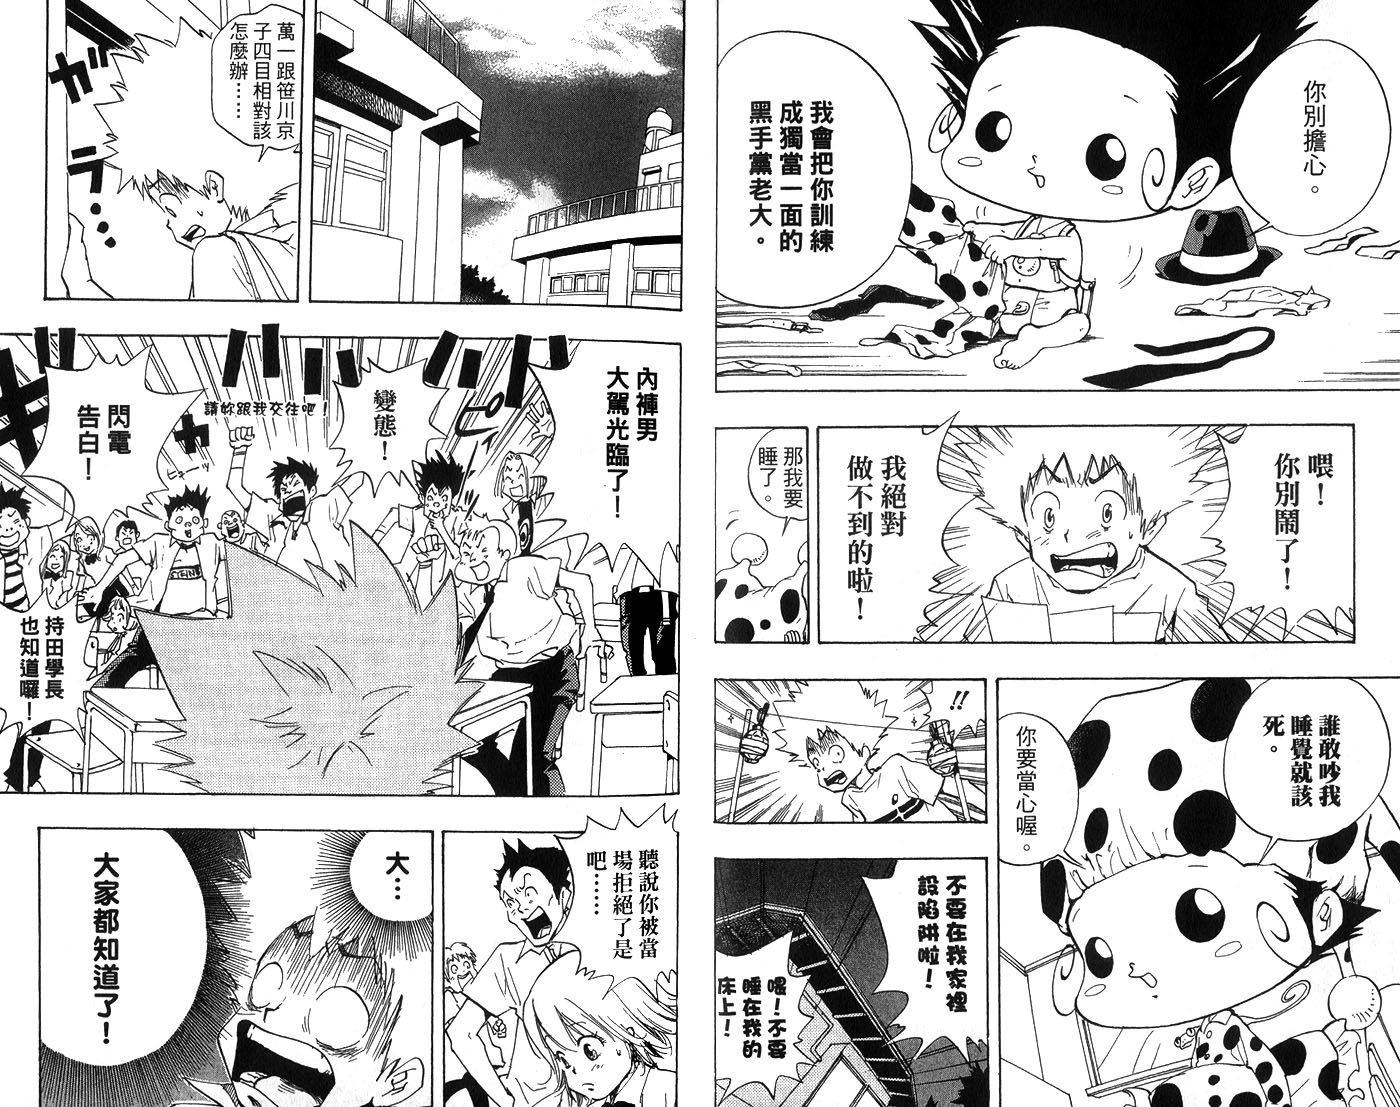 你別擔心。
我會把你訓練
成獨當一面的
黑手黨老大。
喂！
你別鬧了！
我絕對
做不到的啦！
那我要
睡了。
誰敢吵我
睡覺就該
死。
你要當心喔。
!!
不要在我家裡
設陷阱啦！
喂！不要
睡在我的
床上！
萬一跟笹川京
子四目相對該
怎麼辦……
ガラ…
內褲男
大駕光臨了！
變態！
請妳跟我交往吧！
閃電
告白！
持田學長
也知道囉！
聽說你被當
場拒絕了是
吧……
大…
大家都知道了！